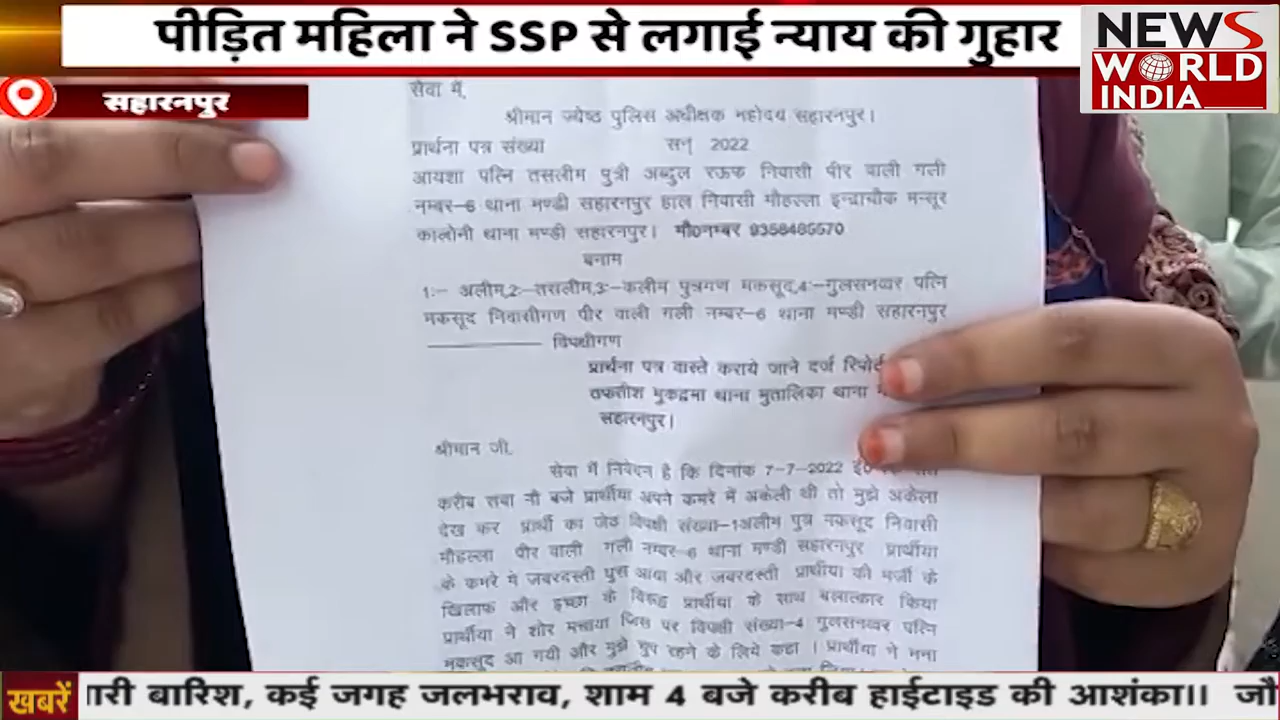 पीड़ित महिला ने SSP से लगाई न्याय की गुहार
NEWS
WORLD
INDIA
सहारनपुर
सेवा में,
श्रीमान ज्येष्ठ पुलिस अधीक्षक महोदय सहारनपुर।
प्रार्थना पत्र संख्या सन् 2022
आयशा पत्नि तसलीम पुत्री अब्दुल रऊफ निवासी पीर वाली गली
नम्बर-6 थाना मण्डी सहारनपुर हाल निवासी मौहल्ला इन्द्राचौक मन्सूर
कालोनी थाना मण्डी सहारनपुर। मौ0नम्बर
बनाम
1:- अलीम,2:-तसलीम,3:-कलीम पुत्रगण मकसूद,4:-गुलसनव्वर पत्नि
मकसूद निवासीगण पीर वाली गली नम्बर-6 थाना मण्डी सहारनपुर
विपक्षीगण
प्रार्थना पत्र वास्ते कराये जाने दर्ज रिपोर्ट
तफतीश मुकद्दमा थाना मुतालिका थाना
सहारनपुर।
श्रीमान जी,
सेवा में निवेदन है कि दिनांक 7-7-2022 ई0
करीब सवा नौ बजे प्रार्थीया अपने कमरे में अकेली थी तो मुझे अकेला
देख कर प्रार्थी का जेठ विपक्षी संख्या-1अलीम पुत्र मकसूद निवासी
मौहल्ला पीर वाली गली नम्बर-6 थाना मण्डी सहारनपुर प्रार्थीया
के कमरे में जबरदस्ती घुस आया और जबरदस्ती प्रार्थीया की मर्जी के
खिलाफ और इच्छा के विरूद्ध प्रार्थीया के साथ बलात्कार किया
प्रार्थीया ने शोर मचाया जिस पर विपक्षी संख्या-4 गुलसनव्वर पत्नि
मकसूद आ गयी और मुझे चुप रहने के लिये कहा । प्रार्थीया ने मना
खबरें
ारी बारिश, कई जगह जलभराव, शाम 4 बजे करीब हाईटाइड की आशंका।। जौ